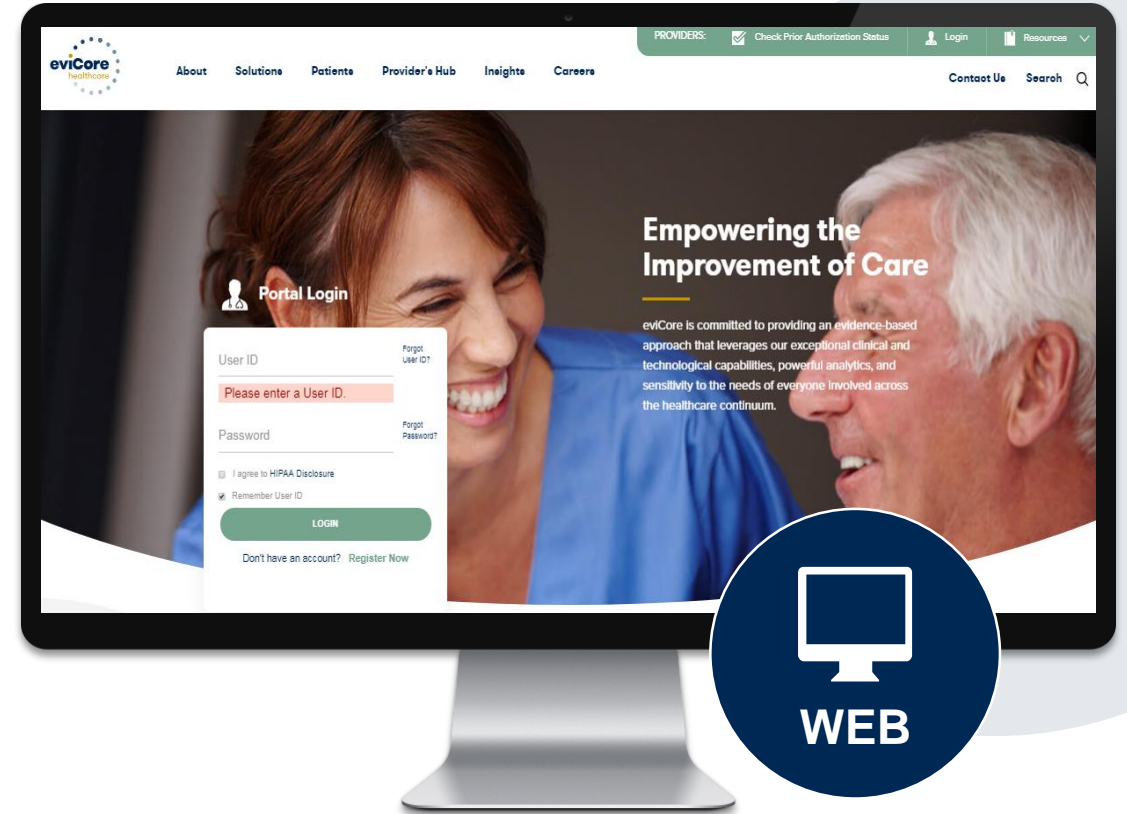 PROVIDERS: Check Prior Authorization Status Login Resources
eviCore
healthcare
About Solutions Patients Provider's Hub Insights Careers
Contact Us Search
Empowering the
Improvement of Care
eviCore is committed to providing an evidence-based
approach that leverages our exceptional clinical and
technological capabilities, powerful analytics, and
sensitivity to the needs of everyone involved across
the healthcare continuum.
Portal Login
User ID
Forgot
User ID?
Please enter a User ID.
Password
Forgot
Password?
I agree to HIPAA Disclosure
Remember User ID
LOGIN
Don't have an account? Register Now
WEB